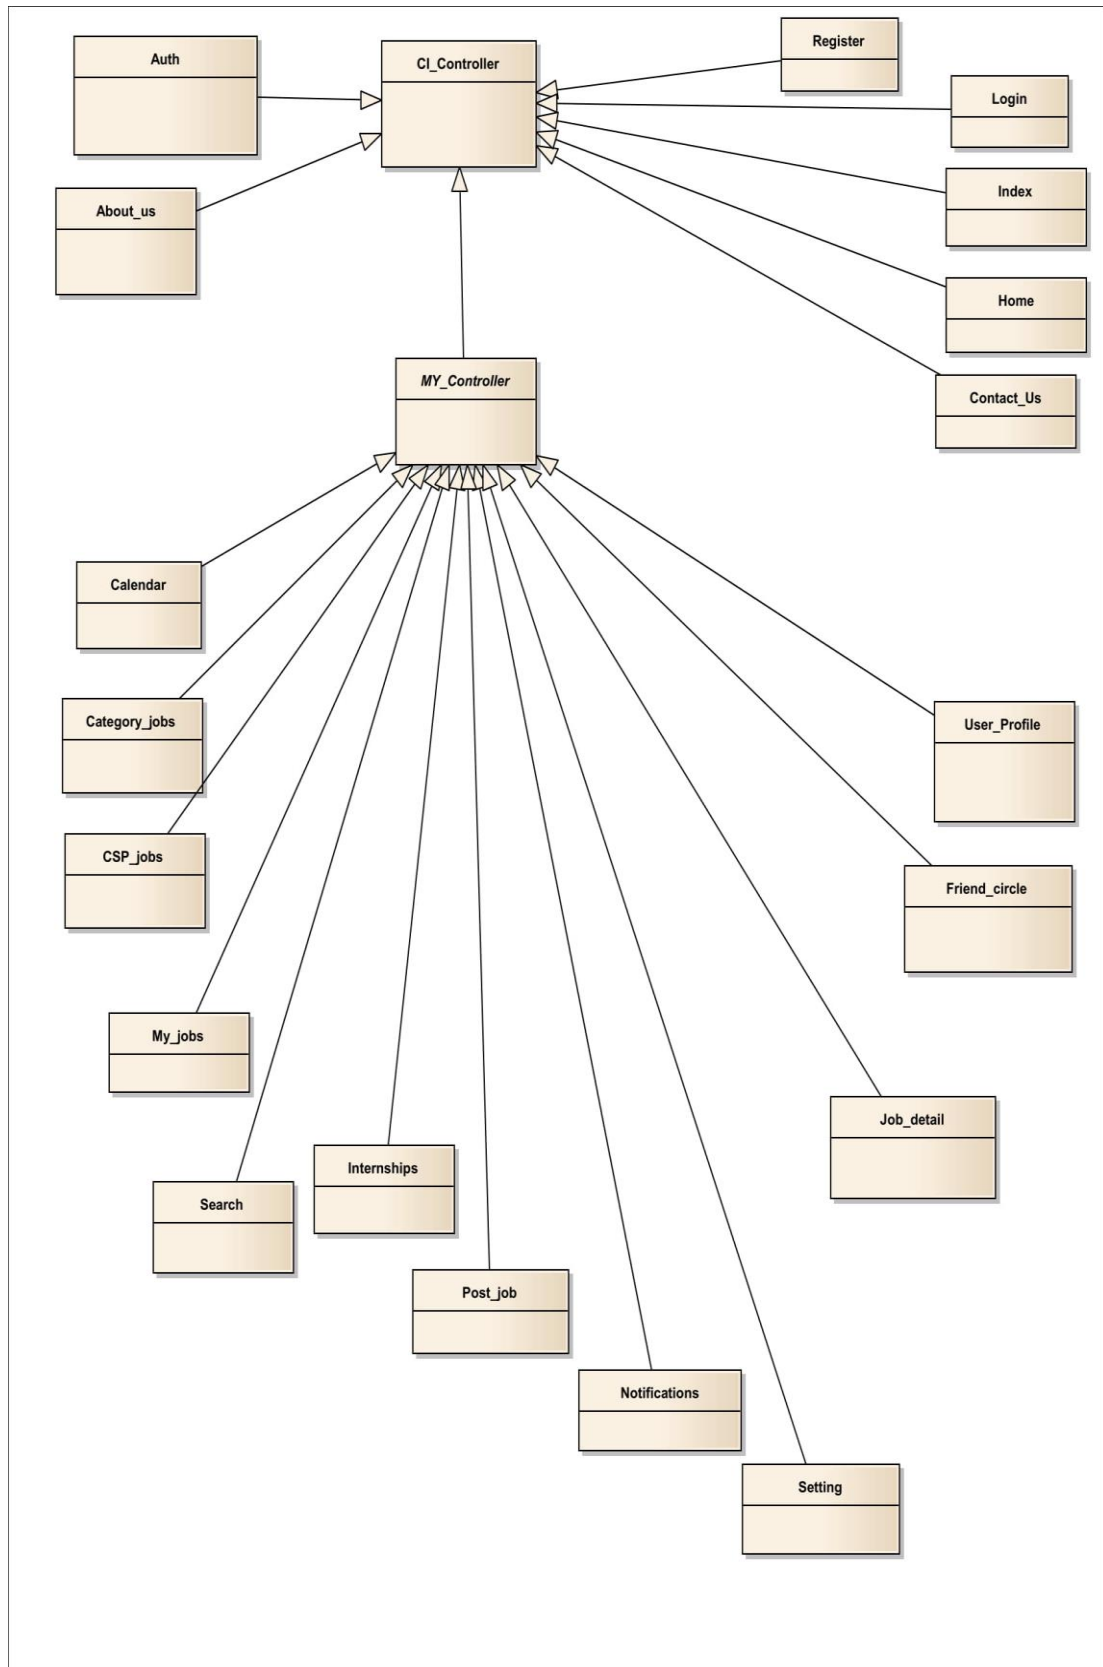 Register
Auth
CI_Controller
Login
Index
About_us
Home
MY_Controller
Contact_Us
Calendar
Category_jobs
User_Profile
CSP_jobs
Friend_circle
My_jobs
Job_detail
Internships
Search
Post_job
Notifications
Setting